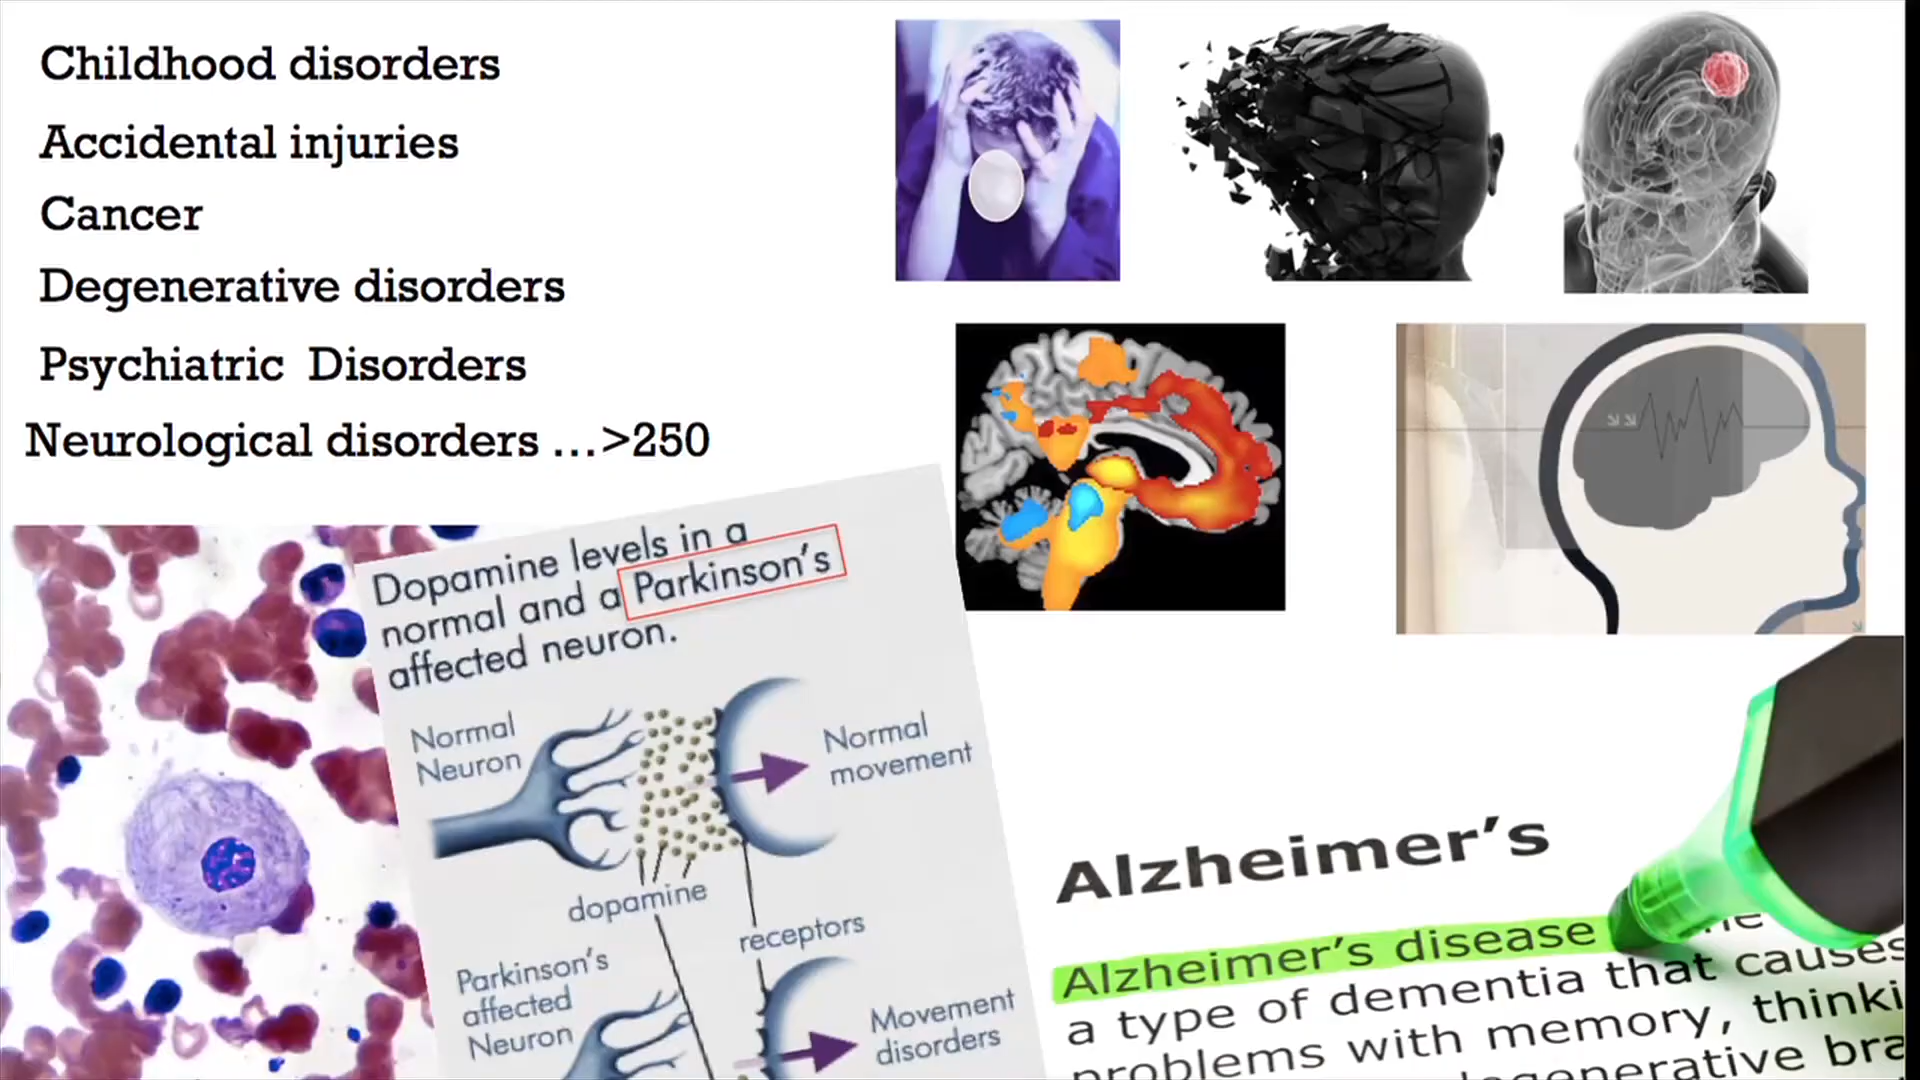 Childhood disorders
Accidental injuries
Cancer
Degenerative disorders
Psychiatric Disorders
Neurological disorders ...>250
Dopamine levels in a
normal and a Parkinson's
affected neuron.
Normal
Neuron
Normal
movement
dopamine
receptors
Parkinson's
affected
Neuron
Movement
disorders
Alzheimer's
Alzheimer's disease
a type of dementia that causes
problems with memory,